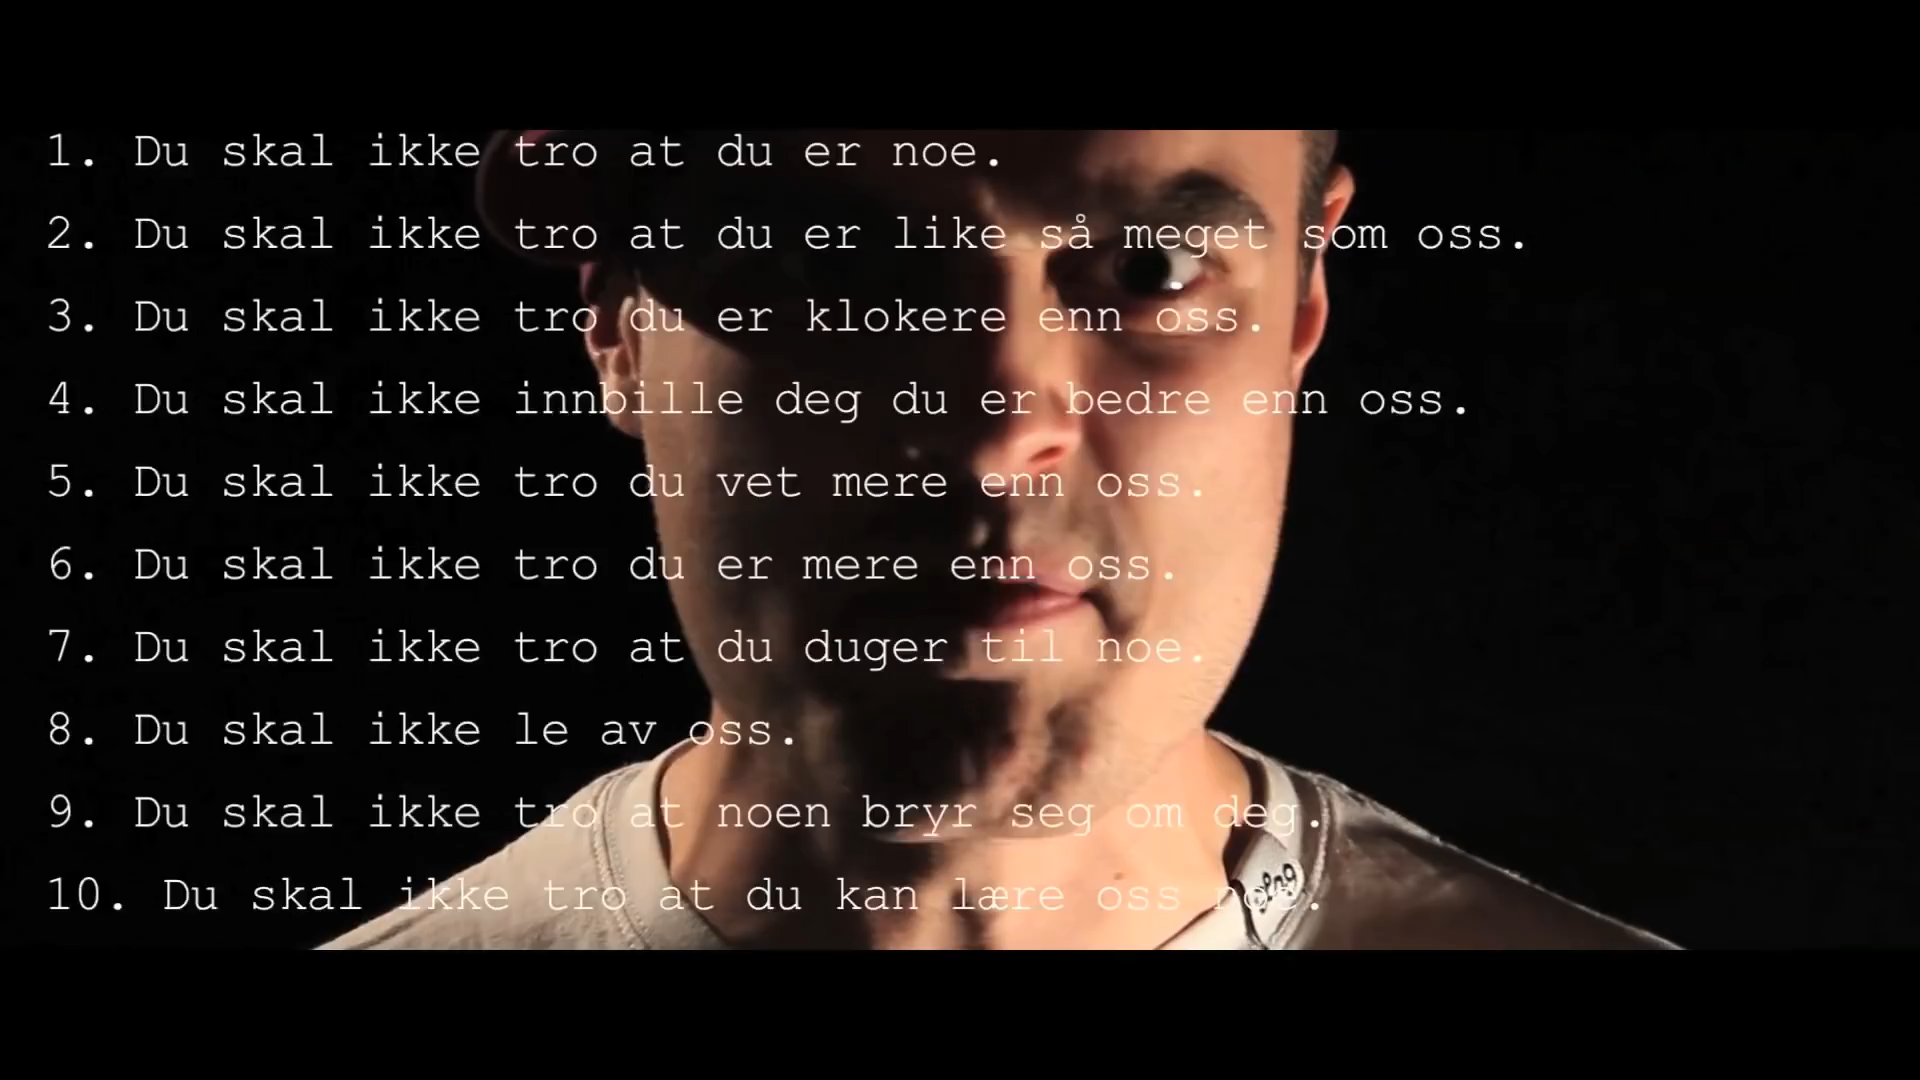 1. Du skal ikke tro at du er noe.
2. Du skal ikke tro at du er like så meget som oss.
3. Du skal ikke tro du er klokere enn oss.
4. Du skal ikke innbille deg du er bedre enn oss.
5. Du skal ikke tro du vet mere enn oss.
6. Du skal ikke tro du er mere enn oss.
7. Du skal ikke tro at du duger til noe.
8. Du skal ikke le av oss.
9. Du skal ikke tro at noen bryr seg om deg.
10. Du skal ikke tro at du kan lære oss noe.